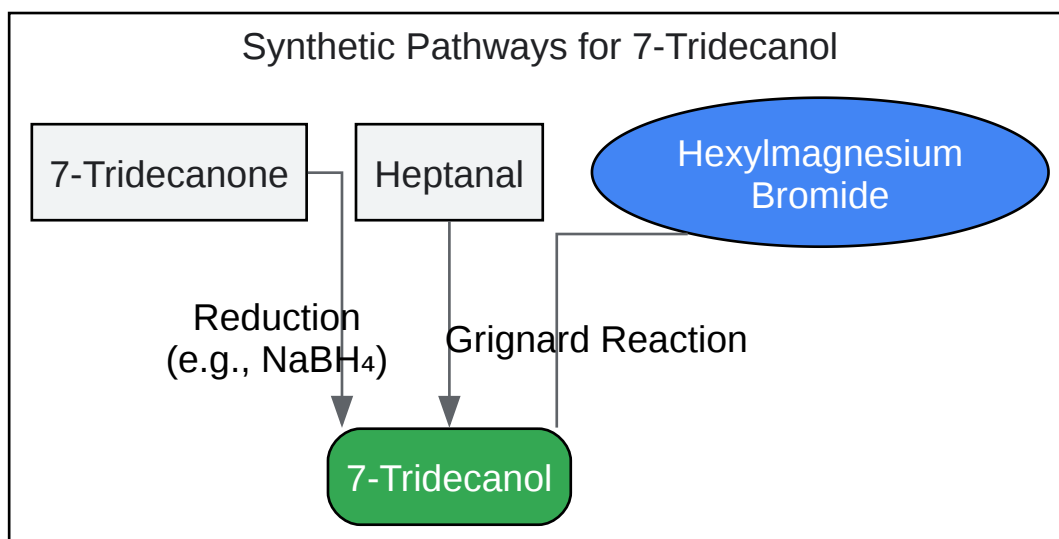 Synthetic Pathways for 7-Tridecanol
7-Tridecanone
Heptanal
Hexylmagnesium
Bromide
Reduction
(e.g., NaBH₄)
Grignard Reaction
7-Tridecanol